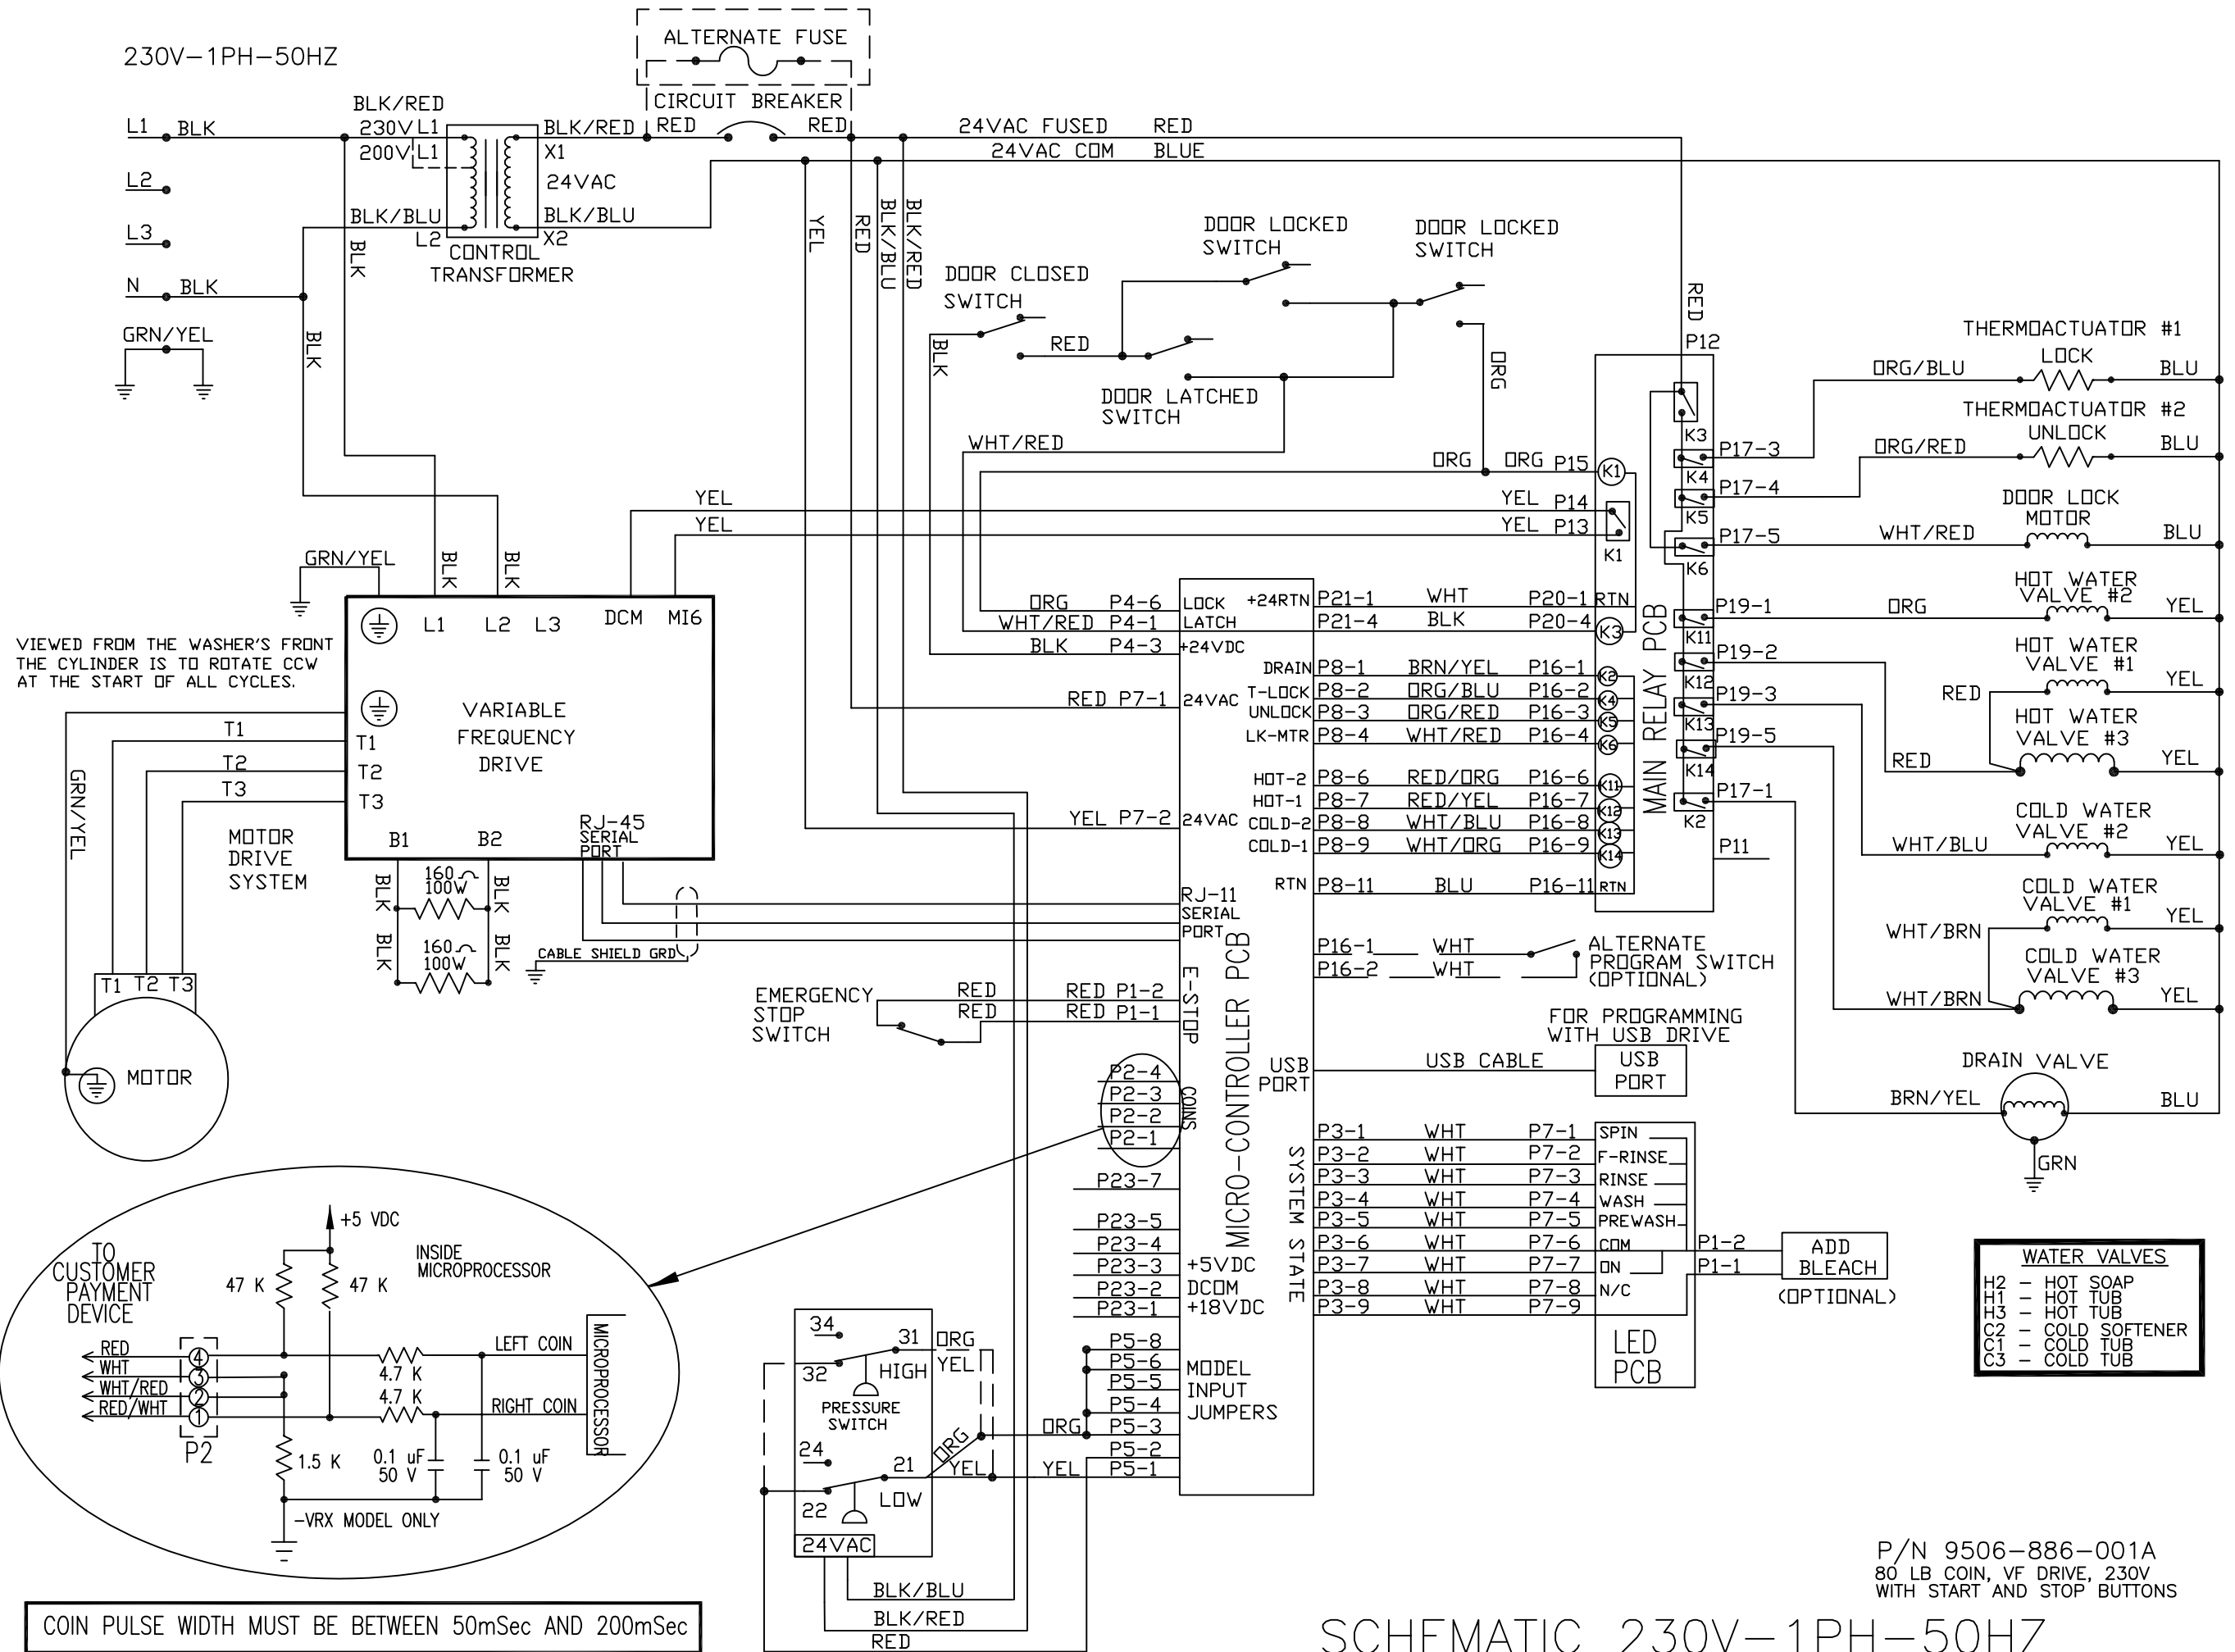 230V-1PH-50HZ
ALTERNATE FUSE
CIRCUIT BREAKER
L1 BLK
L2
L3
N BLK
GRN/YEL
BLK/RED
230V L1
200V L1
BLK/BLU
L2
CONTROL
TRANSFORMER
BLK/RED
X1
24VAC
BLK/BLU
X2
RED
RED
24VAC FUSED RED
24VAC COM BLUE
BLK
BLK
YEL
RED
BLK/BLU
BLK/RED
DOOR CLOSED
SWITCH
DOOR LOCKED
SWITCH
DOOR LOCKED
SWITCH
BLK
RED
DOOR LATCHED
SWITCH
ORG
WHT/RED
ORG ORG P15
YEL YEL P14
YEL YEL P13
RED
P12
K3
K4
K5
K6
K11
K12
K13
K14
K2
K1
K1
P17-3
P17-4
P17-5
P19-1
P19-2
P19-3
P19-5
P17-1
P11
MAIN RELAY PCB
THERMOACTUATOR #1
LOCK
ORG/BLU BLU
THERMOACTUATOR #2
UNLOCK
ORG/RED BLU
DOOR LOCK
MOTOR
WHT/RED BLU
HOT WATER
VALVE #2
ORG YEL
HOT WATER
VALVE #1
RED YEL
HOT WATER
VALVE #3
RED YEL
COLD WATER
VALVE #2
WHT/BLU YEL
COLD WATER
VALVE #1
WHT/BRN YEL
COLD WATER
VALVE #3
WHT/BRN YEL
DRAIN VALVE
BRN/YEL BLU
GRN
GRN/YEL
BLK
BLK
L1 L2 L3 DCM MI6
VIEWED FROM THE WASHER'S FRONT
THE CYLINDER IS TO ROTATE CCW
AT THE START OF ALL CYCLES.
VARIABLE
FREQUENCY
DRIVE
T1 T1
T2 T2
T3 T3
GRN/YEL
MOTOR
DRIVE
SYSTEM
B1 B2
RJ-45
SERIAL
PORT
BLK 160 100W BLK
BLK 160 100W BLK
CABLE SHIELD GRD
T1 T2 T3
MOTOR
ORG P4-6 LOCK
WHT/RED P4-1 LATCH
BLK P4-3 +24VDC
RED P7-1 24VAC
YEL P7-2 24VAC
RJ-11
SERIAL
PORT
MICRO-CONTROLLER PCB
+24RTN P21-1 WHT P20-1 RTN
P21-4 BLK P20-4 K3
DRAIN P8-1 BRN/YEL P16-1 K2
T-LOCK P8-2 ORG/BLU P16-2 K4
UNLOCK P8-3 ORG/RED P16-3 K5
LK-MTR P8-4 WHT/RED P16-4 K6
HOT-2 P8-6 RED/ORG P16-6 K11
HOT-1 P8-7 RED/YEL P16-7 K12
COLD-2 P8-8 WHT/BLU P16-8 K13
COLD-1 P8-9 WHT/ORG P16-9 K14
RTN P8-11 BLU P16-11 RTN
P16-1 WHT
P16-2 WHT
ALTERNATE
PROGRAM SWITCH
(OPTIONAL)
EMERGENCY
STOP
SWITCH
RED RED P1-2
RED RED P1-1
E-STOP
FOR PROGRAMMING
WITH USB DRIVE
USB
PORT
USB CABLE
USB
PORT
P2-4
P2-3
P2-2
P2-1
COINS
P23-7
P23-5
P23-4
P23-3 +5VDC
P23-2 DCOM
P23-1 +18VDC
P5-8
P5-6
P5-5
P5-4
ORG P5-3
P5-2
YEL P5-1
MODEL
INPUT
JUMPERS
SYSTEM STATE
P3-1 WHT P7-1 SPIN
P3-2 WHT P7-2 F-RINSE
P3-3 WHT P7-3 RINSE
P3-4 WHT P7-4 WASH
P3-5 WHT P7-5 PREWASH
P3-6 WHT P7-6 COM
P3-7 WHT P7-7 ON
P3-8 WHT P7-8 N/C
P3-9 WHT P7-9
LED
PCB
P1-2
P1-1
ADD
BLEACH
(OPTIONAL)
WATER VALVES
H2 - HOT SOAP
H1 - HOT TUB
H3 - HOT TUB
C2 - COLD SOFTENER
C1 - COLD TUB
C3 - COLD TUB
+5 VDC
TO
CUSTOMER
PAYMENT
DEVICE
INSIDE
MICROPROCESSOR
47 K 47 K
RED 4
WHT 3
WHT/RED 2
RED/WHT 1
P2
4.7 K
4.7 K
LEFT COIN
RIGHT COIN
MICROPROCESSOR
1.5 K
0.1 uF
50 V
0.1 uF
50 V
-VRX MODEL ONLY
34
31 ORG
32 HIGH YEL
PRESSURE
SWITCH
24
21
22 LOW
ORG
YEL
24VAC
BLK/BLU
BLK/RED
RED
COIN PULSE WIDTH MUST BE BETWEEN 50mSec AND 200mSec
P/N 9506-886-001A
80 LB COIN, VF DRIVE, 230V
WITH START AND STOP BUTTONS
SCHEMATIC 230V-1PH-50HZ